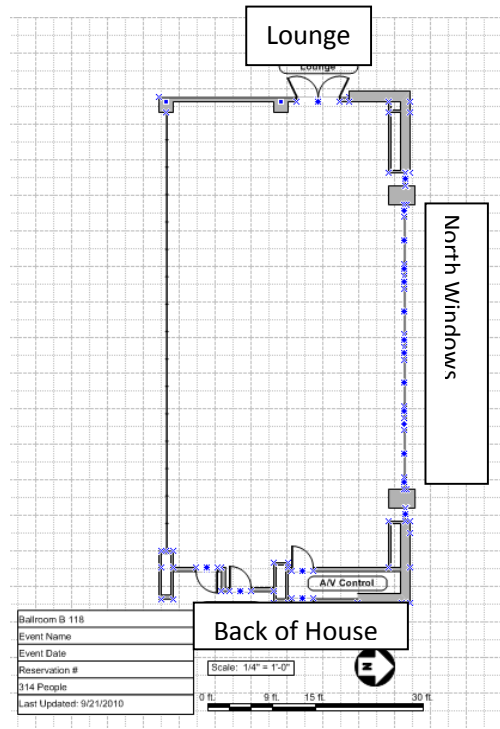 Lounge
Lounge
North Windows
A/V Control
Back of House
Ballroom B 118
Event Name
Event Date
Reservation #
314 People
Last Updated: 9/21/2010
Scale: 1/4" = 1'-0"
N
0 ft.
9 ft.
15 ft.
30 ft.